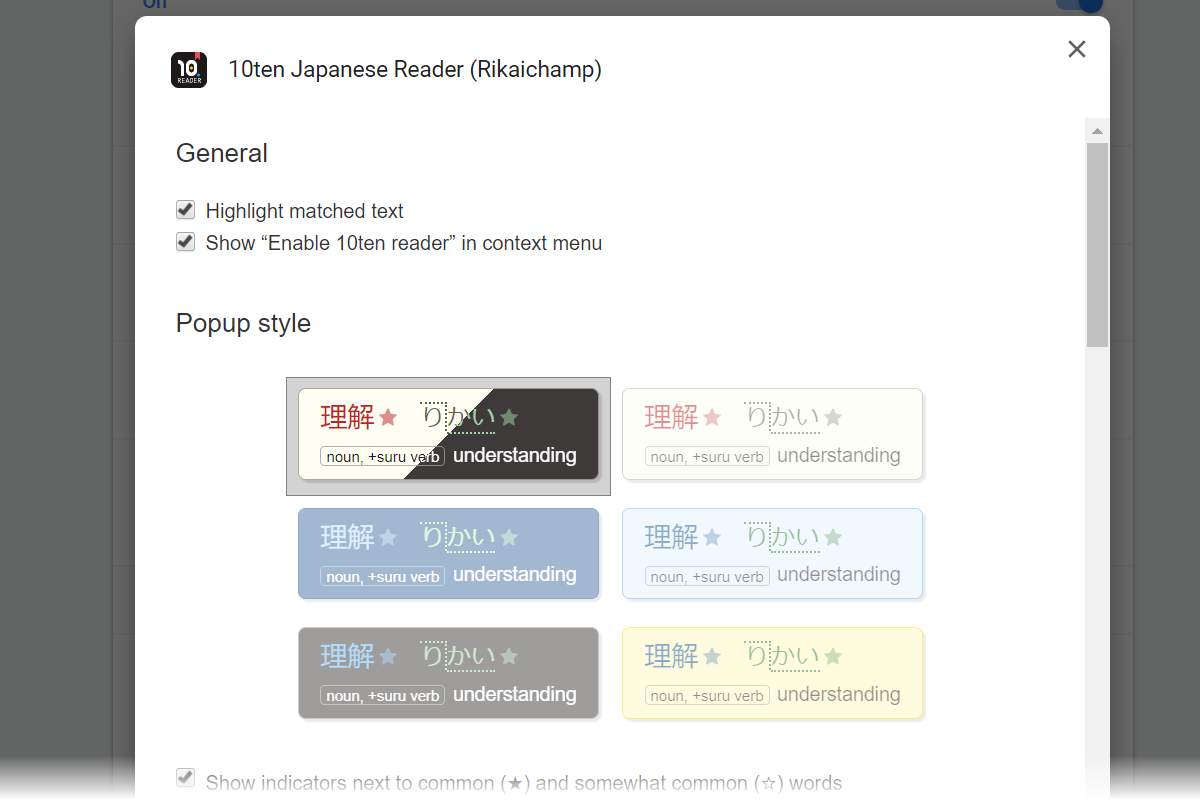 On
10 READER
10ten Japanese Reader (Rikaichamp)
General
Highlight matched text
Show “Enable 10ten reader” in context menu
Popup style
理解★ りかい★
noun, +suru verb understanding
理解★ りかい★
noun, +suru verb understanding
理解★ りかい★
noun, +suru verb understanding
理解★ りかい★
noun, +suru verb understanding
理解★ りかい★
noun, +suru verb understanding
理解★ りかい★
noun, +suru verb understanding
Show indicators next to common (★) and somewhat common (☆) words